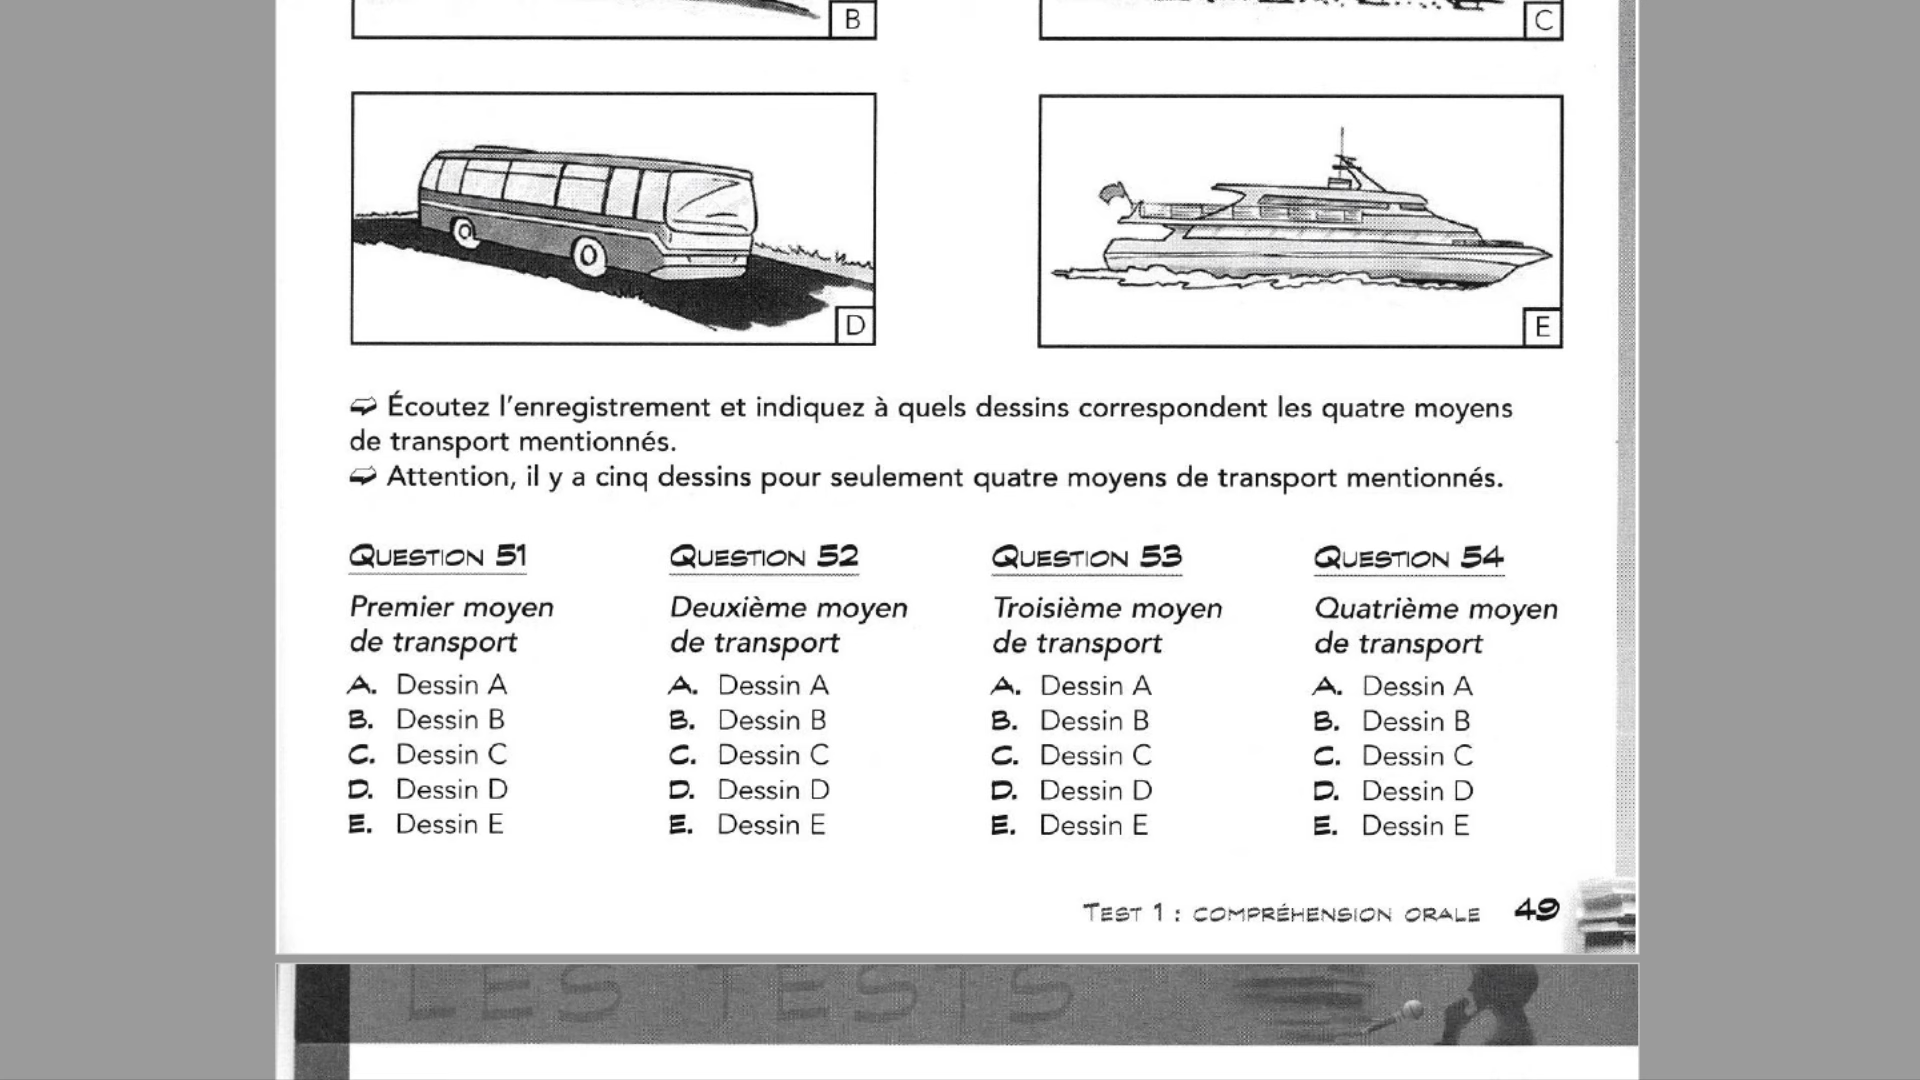 B
C
D
E
➫ Écoutez l'enregistrement et indiquez à quels dessins correspondent les quatre moyens
de transport mentionnés.
➫ Attention, il y a cinq dessins pour seulement quatre moyens de transport mentionnés.
QUESTION 51
Premier moyen
de transport
A. Dessin A
B. Dessin B
C. Dessin C
D. Dessin D
E. Dessin E
QUESTION 52
Deuxième moyen
de transport
A. Dessin A
B. Dessin B
C. Dessin C
D. Dessin D
E. Dessin E
QUESTION 53
Troisième moyen
de transport
A. Dessin A
B. Dessin B
C. Dessin C
D. Dessin D
E. Dessin E
QUESTION 54
Quatrième moyen
de transport
A. Dessin A
B. Dessin B
C. Dessin C
D. Dessin D
E. Dessin E
TEST 1 : COMPRÉHENSION ORALE 49
LES TESTS